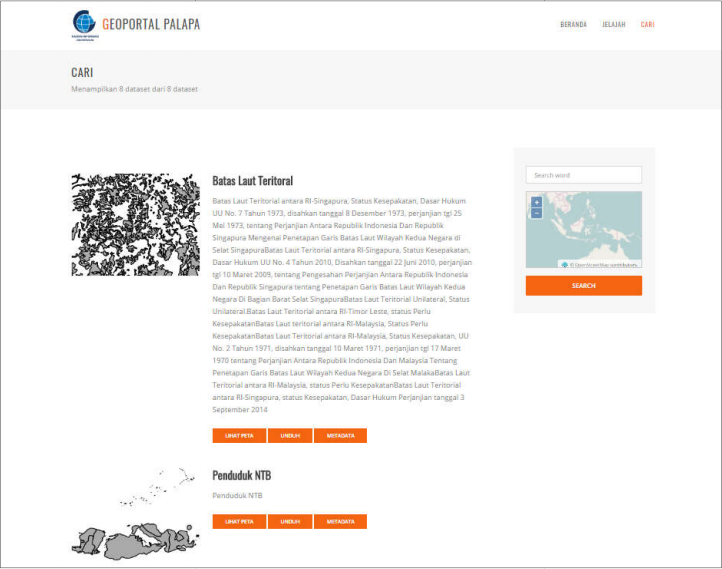 GEOPORTAL PALAPA
BERANDA JELAJAH CARI
CARI
Menampilkan 8 dataset dari 8 dataset
Batas Laut Teritoral
Batas Laut Territorial antara RI-Singapura, Status Kesepakatan, Dasar Hukum
UU No. 7 Tahun 1973, disahkan tanggal 8 Desember 1973, perjanjian tgl 25
Mei 1973, tentang Perjanjian Antara Republik Indonesia Dan Republik
Singapura Mengenai Penetapan Garis Batas Laut Wilayah Kedua Negara di
Selat SingapuraBatas Laut Territorial antara RI-Singapura, Status Kesepakatan,
Dasar Hukum UU No. 4 Tahun 2010, Disahkan tanggal 22 Juni 2010, perjanjian
tgl 10 Maret 2009, tentang Pengesahan Perjanjian Antara Republik Indonesia
Dan Republik Singapura tentang Penetapan Garis Batas Laut Wilayah Kedua
Negara Di Bagian Barat Selat SingapuraBatas Laut Territorial Unilateral, Status
Unilateral.Batas Laut Territorial antara RI-Timor Leste, status Perlu
KesepakatanBatas Laut teritorial antara RI-Malaysia, Status Perlu
KesepakatanBatas Laut Territorial antara RI-Malaysia, Status Kesepakatan, UU
No. 2 Tahun 1971, disahkan tanggal 10 Maret 1971, perjanjian tgl 17 Maret
1970 tentang Perjanjian Antara Republik Indonesia Dan Malaysia Tentang
Penetapan Garis Batas Laut Wilayah Kedua Negara Di Selat MalakaBatas Laut
Territorial antara RI-Malaysia, status Perlu KesepakatanBatas Laut Territorial
antara RI-Singapura, status Kesepakatan, Dasar Hukum Perjanjian tanggal 3
September 2014
LIHAT PETA UNDUH METADATA
Penduduk NTB
Penduduk NTB
LIHAT PETA UNDUH METADATA
Search word
+
−
© OpenStreetMap contributors.
SEARCH